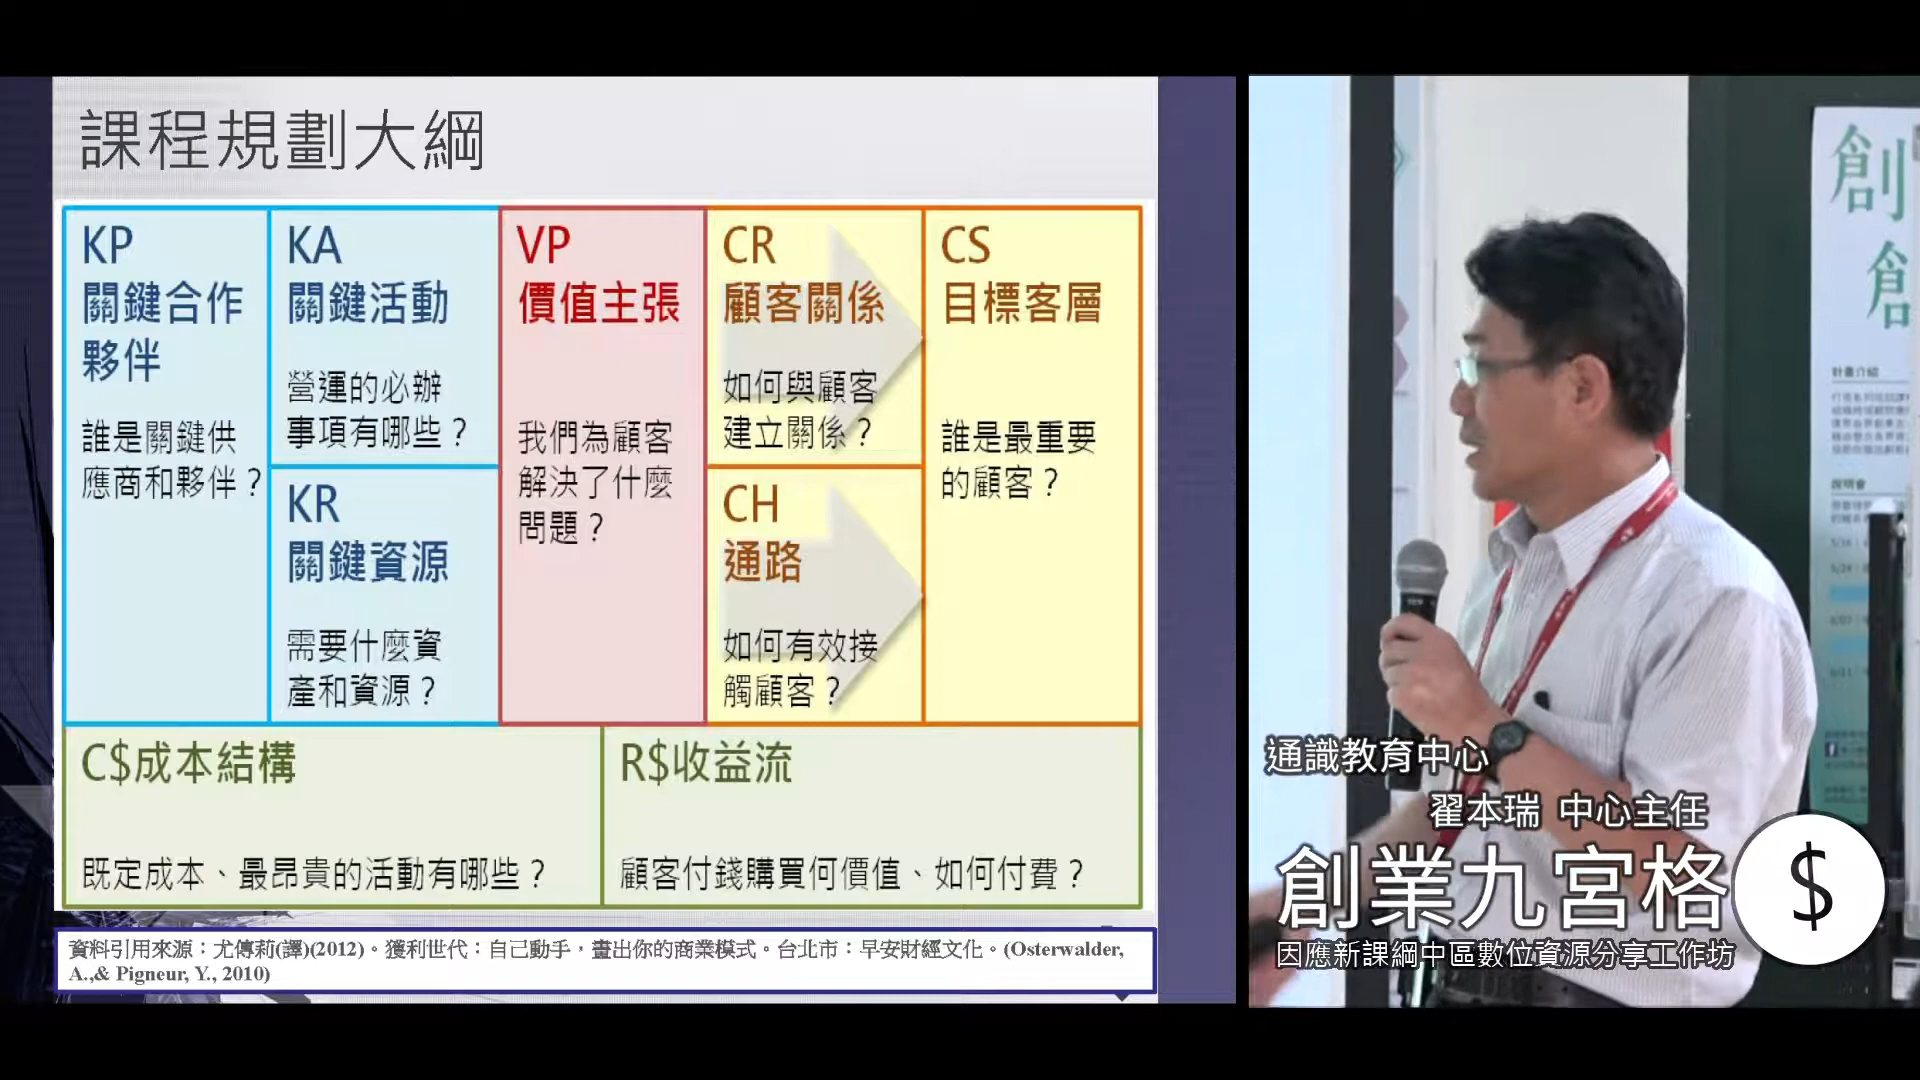 課程規劃大綱
KP
關鍵合作
夥伴
誰是關鍵供
應商和夥伴？
KA
關鍵活動
營運的必辦
事項有哪些？
KR
關鍵資源
需要什麼資
產和資源？
VP
價值主張
我們為顧客
解決了什麼
問題？
CR
顧客關係
如何與顧客
建立關係？
CH
通路
如何有效接
觸顧客？
CS
目標客層
誰是最重要
的顧客？
C$成本結構
既定成本、最昂貴的活動有哪些？
R$收益流
顧客付錢購買何價值、如何付費？
資料引用來源：尤傳莉(譯)(2012)。獲利世代：自己動手，畫出你的商業模式。台北市：早安財經文化。(Osterwalder,
A.,& Pigneur, Y., 2010)
創
創
計畫介紹
說明會
通識教育中心
翟本瑞 中心主任
創業九宮格
$
因應新課綱中區數位資源分享工作坊